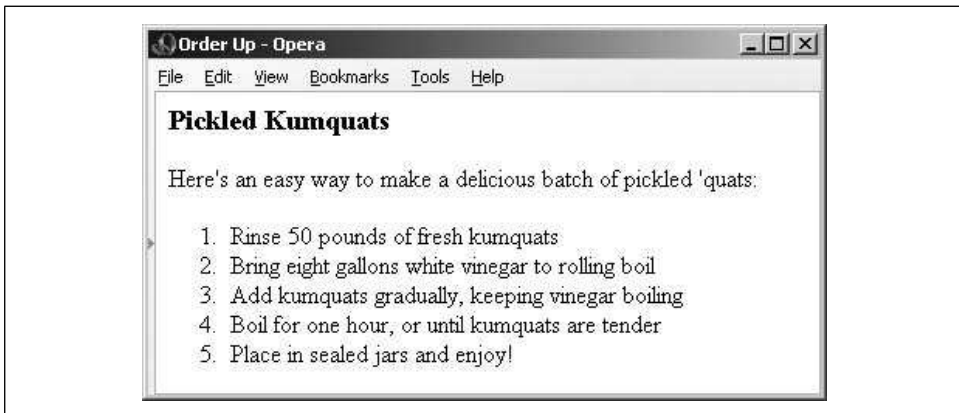 Order Up - Opera
File Edit View Bookmarks Tools Help
Pickled Kumquats
Here's an easy way to make a delicious batch of pickled 'quats:
1. Rinse 50 pounds of fresh kumquats
2. Bring eight gallons white vinegar to rolling boil
3. Add kumquats gradually, keeping vinegar boiling
4. Boil for one hour, or until kumquats are tender
5. Place in sealed jars and enjoy!